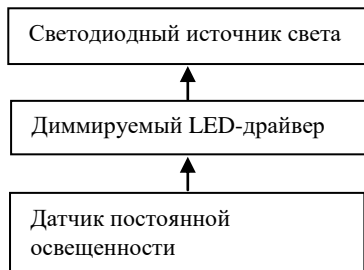 Светодиодный источник света
Диммируемый LED-драйвер
Датчик постоянной
освещенности